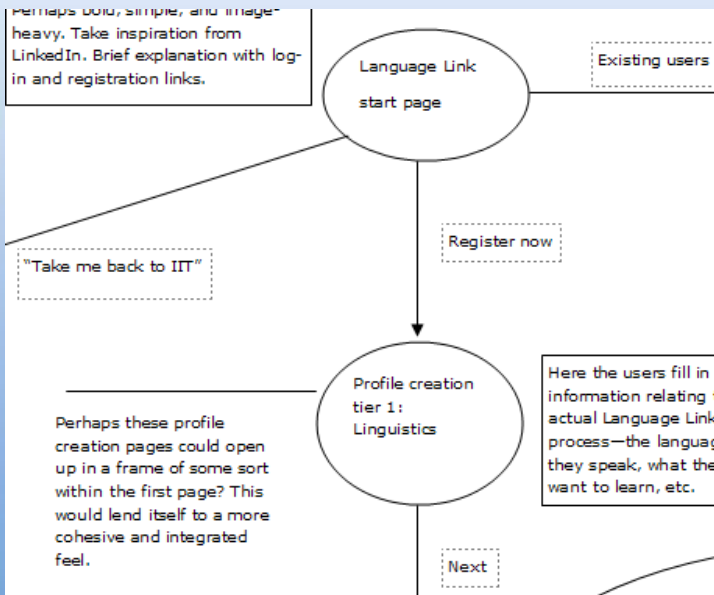 Perhaps bold, simple, and image-
heavy. Take inspiration from
LinkedIn. Brief explanation with log-
in and registration links.
Language Link
start page
Existing users
"Take me back to IIT"
Register now
Profile creation
tier 1:
Linguistics
Here the users fill in
information relating
actual Language Link
process—the languag
they speak, what the
want to learn, etc.
Perhaps these profile
creation pages could open
up in a frame of some sort
within the first page? This
would lend itself to a more
cohesive and integrated
feel.
Next